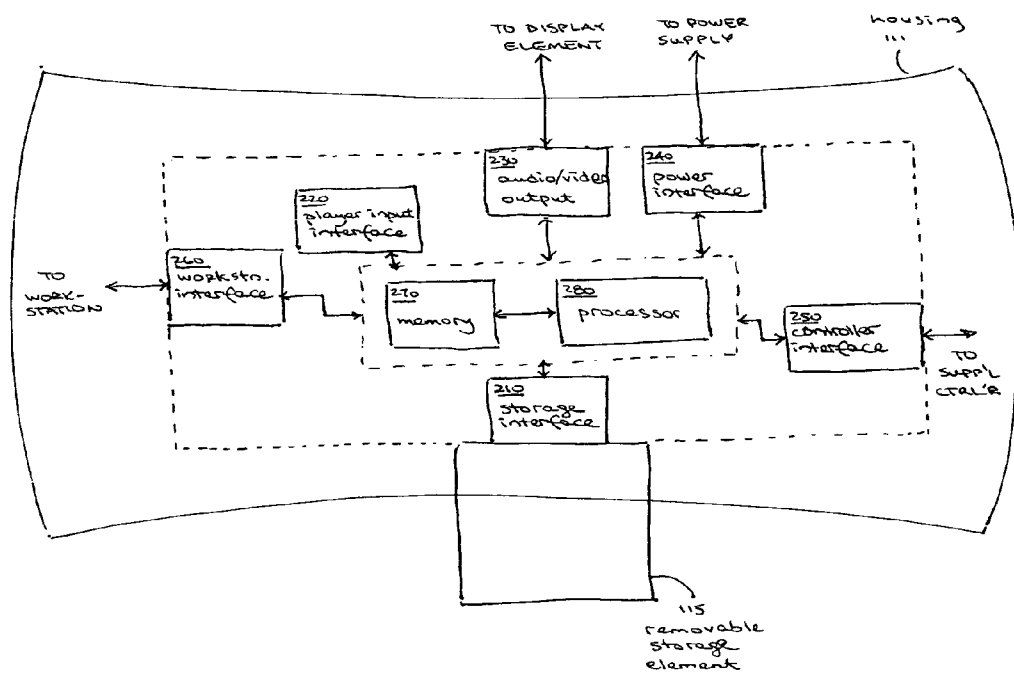 TO DISPLAY
ELEMENT
TO POWER
SUPPLY
housing
111
230
audio/video
output
240
power
interface
220
player input
interface
260
workstn.
interface
TO
WORK-
STATION
270
memory
280
processor
250
controller
interface
TO
SUPP'L
CTRL'R
210
storage
interface
115
removable
storage
element